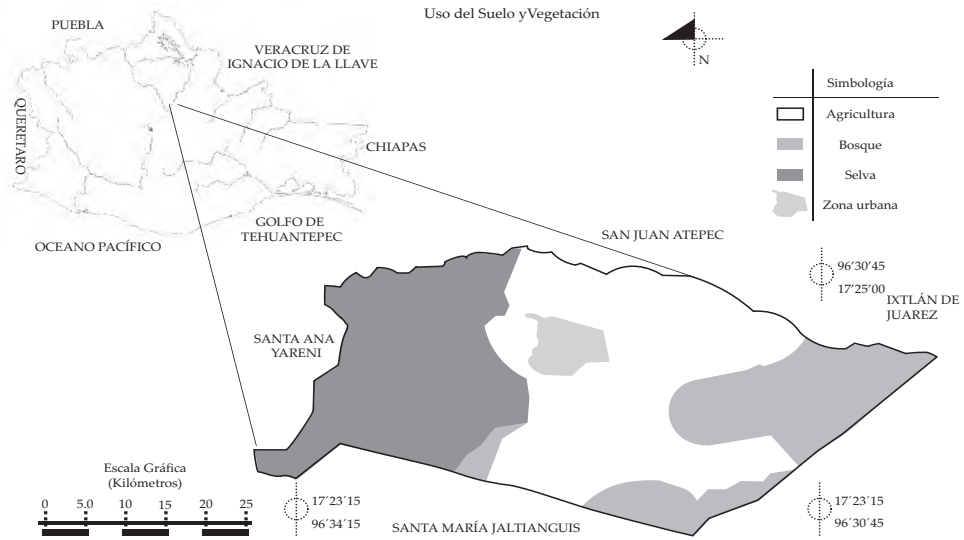 Uso del Suelo yVegetación
PUEBLA
VERACRUZ DE
IGNACIO DE LA LLAVE
QUERETARO
CHIAPAS
GOLFO DE
TEHUANTEPEC
OCEANO PACÍFICO
N
Simbología
Agricultura
Bosque
Selva
Zona urbana
SAN JUAN ATEPEC
96’30’45
17’25’00
IXTLÁN DE
JUAREZ
SANTA ANA
YARENI
Escala Gráfica
(Kilómetros)
0 5.0 10 15 20 25
17’23’15
96’34’15
SANTA MARÍA JALTIANGUIS
17’23’15
96’30’45